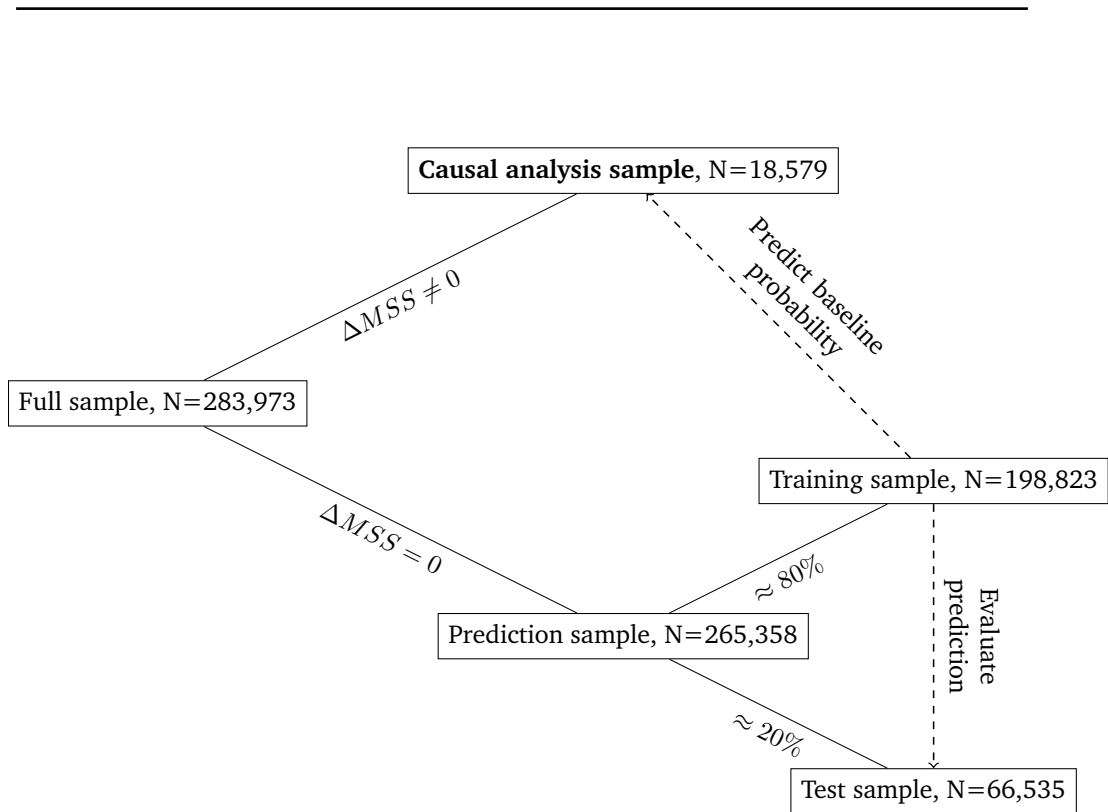 Causal analysis sample, N=18,579
Predict baseline
probability
ΔMSS ≠ 0
Full sample, N=283,973
Training sample, N=198,823
ΔMSS = 0
≈ 80%
Evaluate
prediction
Prediction sample, N=265,358
≈ 20%
Test sample, N=66,535